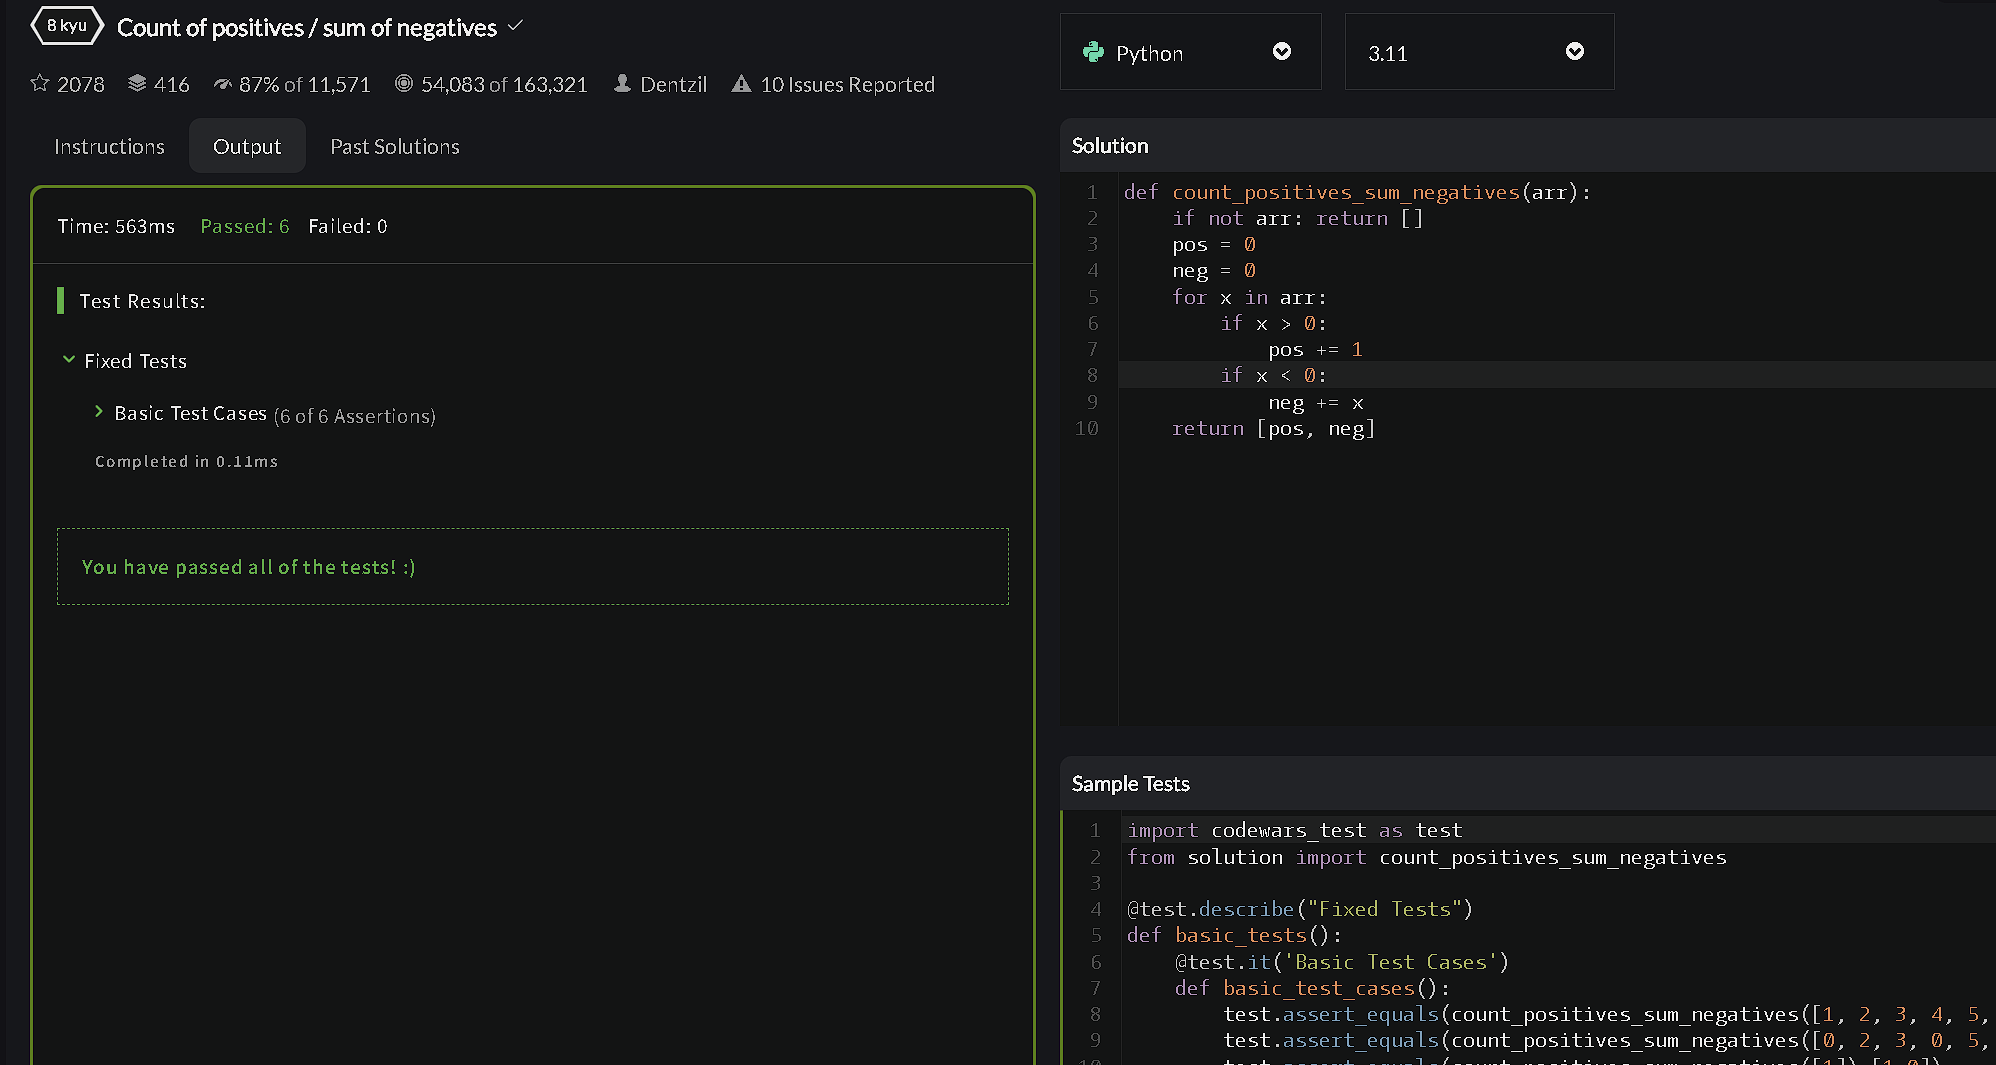 8 kyu Count of positives / sum of negatives
2078 416 87% of 11,571 54,083 of 163,321 Dentzil 10 Issues Reported
Instructions Output Past Solutions
Time: 563ms Passed: 6 Failed: 0
Test Results:
Fixed Tests
Basic Test Cases (6 of 6 Assertions)
Completed in 0.11ms
You have passed all of the tests! :)
Python 3.11
Solution
1 def count_positives_sum_negatives(arr):
2     if not arr: return []
3     pos = 0
4     neg = 0
5     for x in arr:
6         if x > 0:
7             pos += 1
8         if x < 0:
9             neg += x
10     return [pos, neg]
Sample Tests
1 import codewars_test as test
2 from solution import count_positives_sum_negatives
3
4 @test.describe("Fixed Tests")
5 def basic_tests():
6     @test.it('Basic Test Cases')
7     def basic_test_cases():
8         test.assert_equals(count_positives_sum_negatives([1, 2, 3, 4, 5,
9         test.assert_equals(count_positives_sum_negatives([0, 2, 3, 0, 5,
10         test.assert_equals(count_positives_sum_negatives([1]),[1,0])